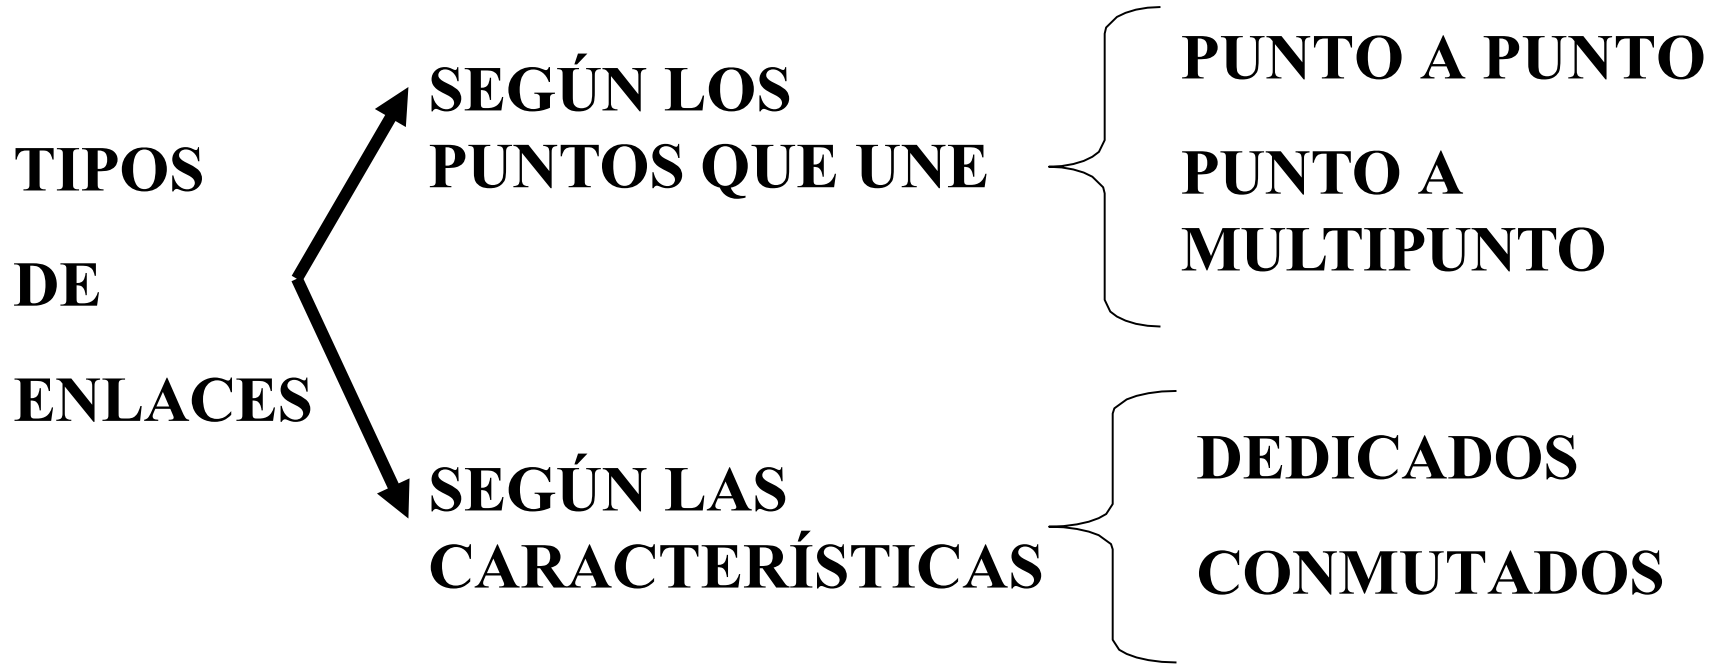 TIPOS
DE
ENLACES
SEGÚN LOS
PUNTOS QUE UNE
PUNTO A PUNTO
PUNTO A
MULTIPUNTO
SEGÚN LAS
CARACTERÍSTICAS
DEDICADOS
CONMUTADOS